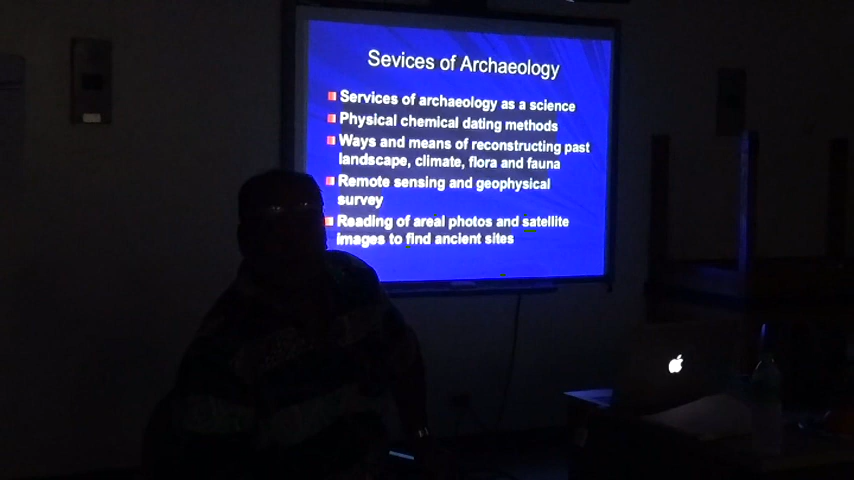 Sevices of Archaeology
Services of archaeology as a science
Physical chemical dating methods
Ways and means of reconstructing past
landscape, climate, flora and fauna
Remote sensing and geophysical
survey
Reading of areal photos and satellite
images to find ancient sites